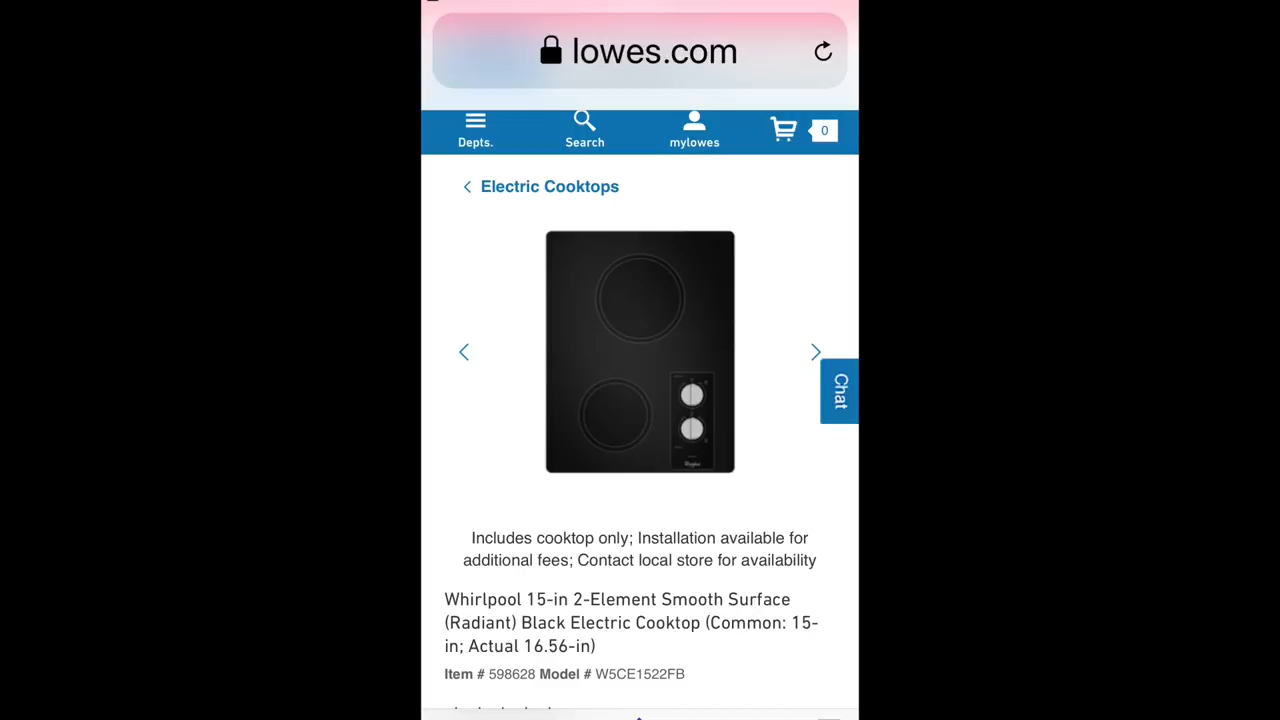 lowes.com
Depts.
Search
mylowes
0
Electric Cooktops
Chat
Whirlpool
Includes cooktop only; Installation available for
additional fees; Contact local store for availability
Whirlpool 15-in 2-Element Smooth Surface
(Radiant) Black Electric Cooktop (Common: 15-
in; Actual 16.56-in)
Item # 598628 Model # W5CE1522FB